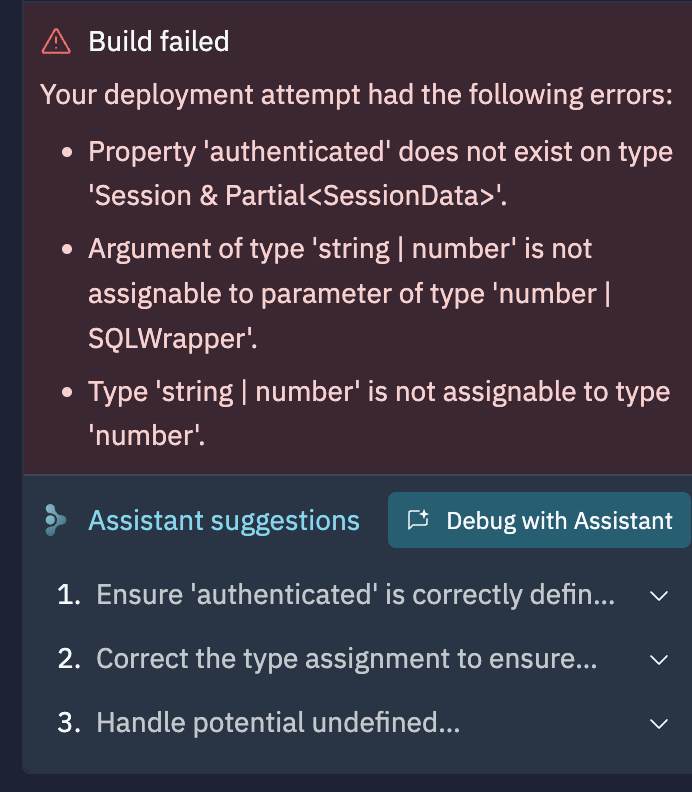 Build failed
Your deployment attempt had the following errors:
• Property 'authenticated' does not exist on type
'Session & Partial<SessionData>'.
• Argument of type 'string | number' is not
assignable to parameter of type 'number |
SQLWrapper'.
• Type 'string | number' is not assignable to type
'number'.
Assistant suggestions
Debug with Assistant
1. Ensure 'authenticated' is correctly defin...
2. Correct the type assignment to ensure...
3. Handle potential undefined...